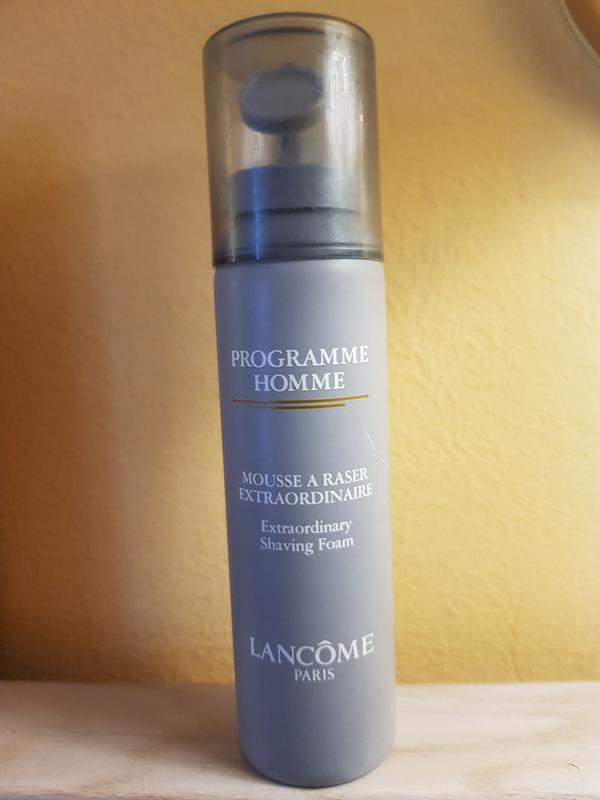 PROGRAMME
HOMME
MOUSSE A RASER
EXTRAORDINAIRE
Extraordinary
Shaving Foam
LANCÔME
PARIS